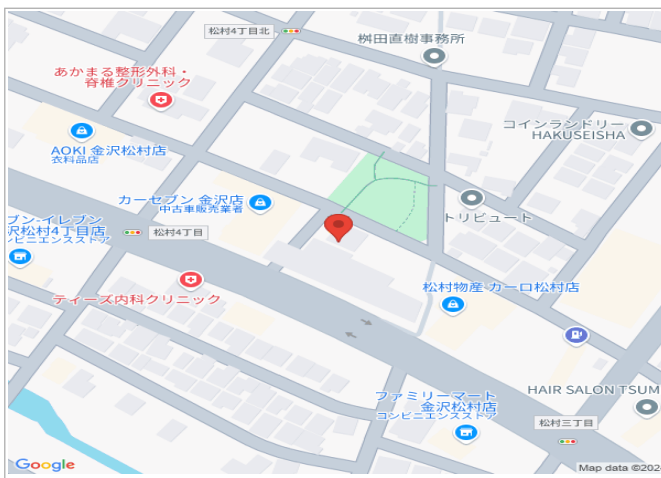 松村4丁目北
桝田直樹事務所
あかまる整形外科・
脊椎クリニック
コインランドリー
HAKUSEISHA
AOKI 金沢松村店
衣料品店
カーセブン 金沢店
中古車販売業者
トリビュート
ブン-イレブン
沢松村4丁目店
ンビニエンスストア
松村4丁目
ティーズ内科クリニック
松村物産 カーロ松村店
ファミリーマート
金沢松村店
コンビニエンスストア
HAIR SALON TSUM
松村三丁目
Google
Map data ©202